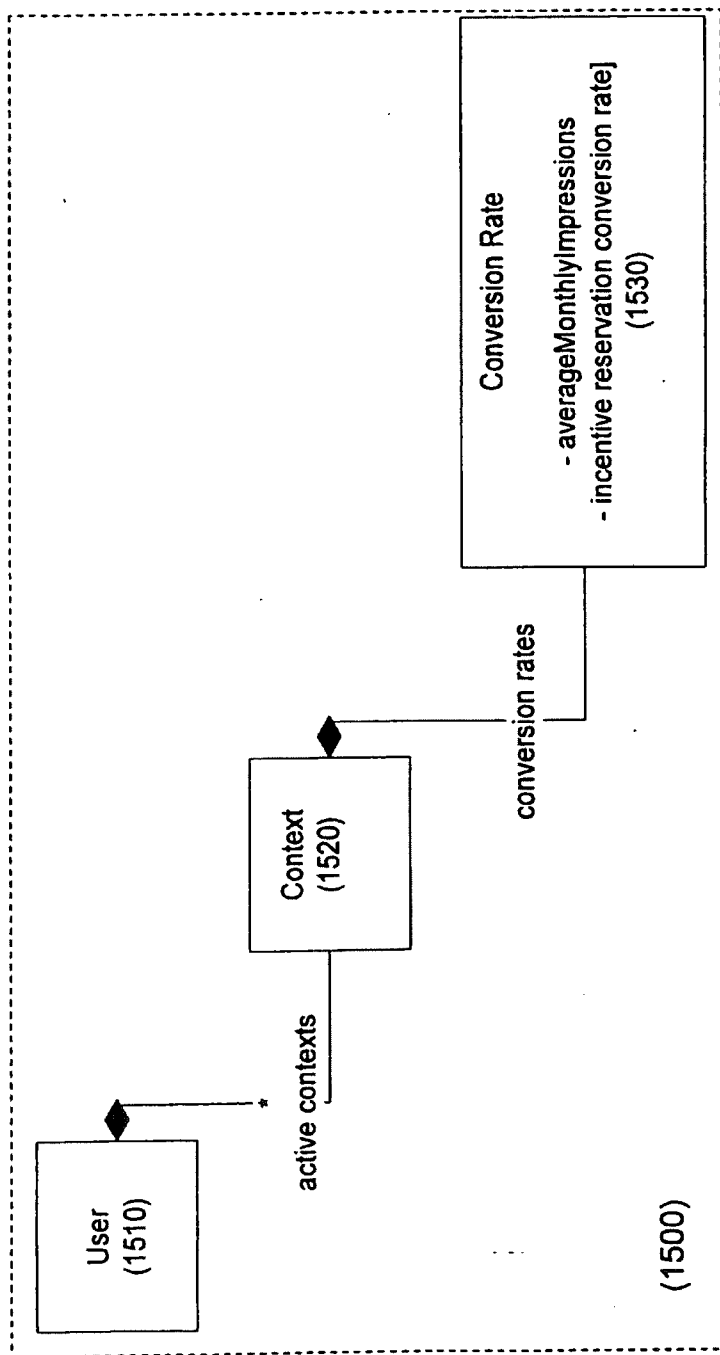 User
(1510)
active contexts
*
Context
(1520)
conversion rates
Conversion Rate
- averageMonthlyImpressions
- incentive reservation conversion rate]
(1530)
(1500)